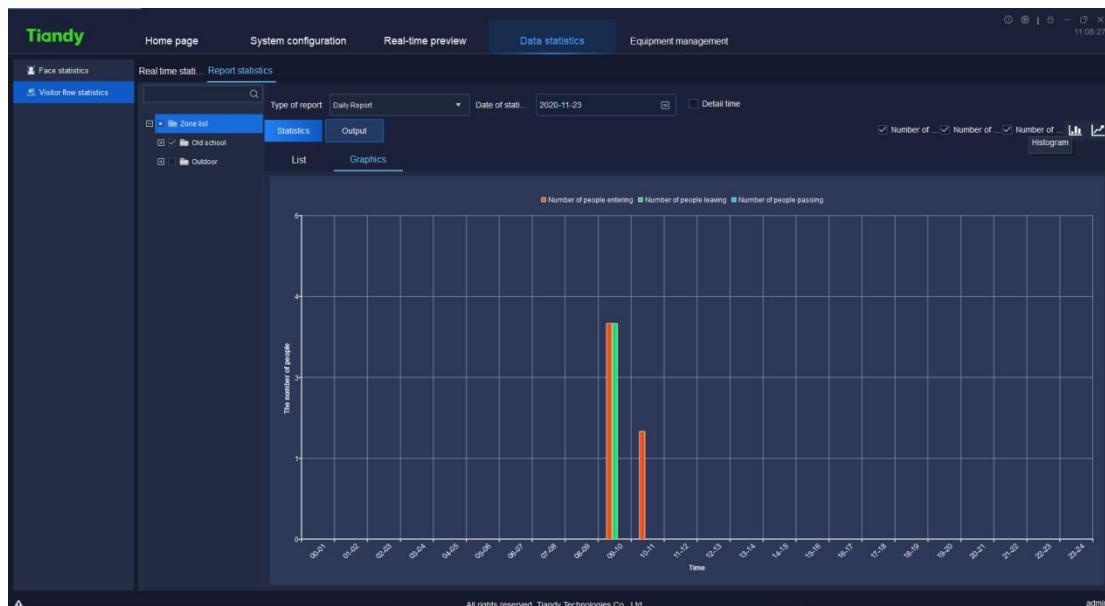 Tiandy
Home page
System configuration
Real-time preview
Data statistics
Equipment management
11:08:27
Face statistics
Visitor flow statistics
Real time stati... Report statistics
Type of report: Daily Report
Date of stati... 2020-11-23
Detail time
Zone list
Old school
Outdoor
Statistics
Output
Number of ... Number of ... Number of ...
Histogram
List
Graphics
Number of people entering Number of people leaving Number of people passing
The number of people
6
4
3
1
0
00-01 01-02 02-03 03-04 04-05 05-06 06-07 07-08 08-09 09-10 10-11 11-12 12-13 13-14 14-15 15-16 16-17 17-18 18-19 19-20 20-21 21-22 22-23 23-24
Time
All rights reserved Tiandy Technologies Co., Ltd.
admin